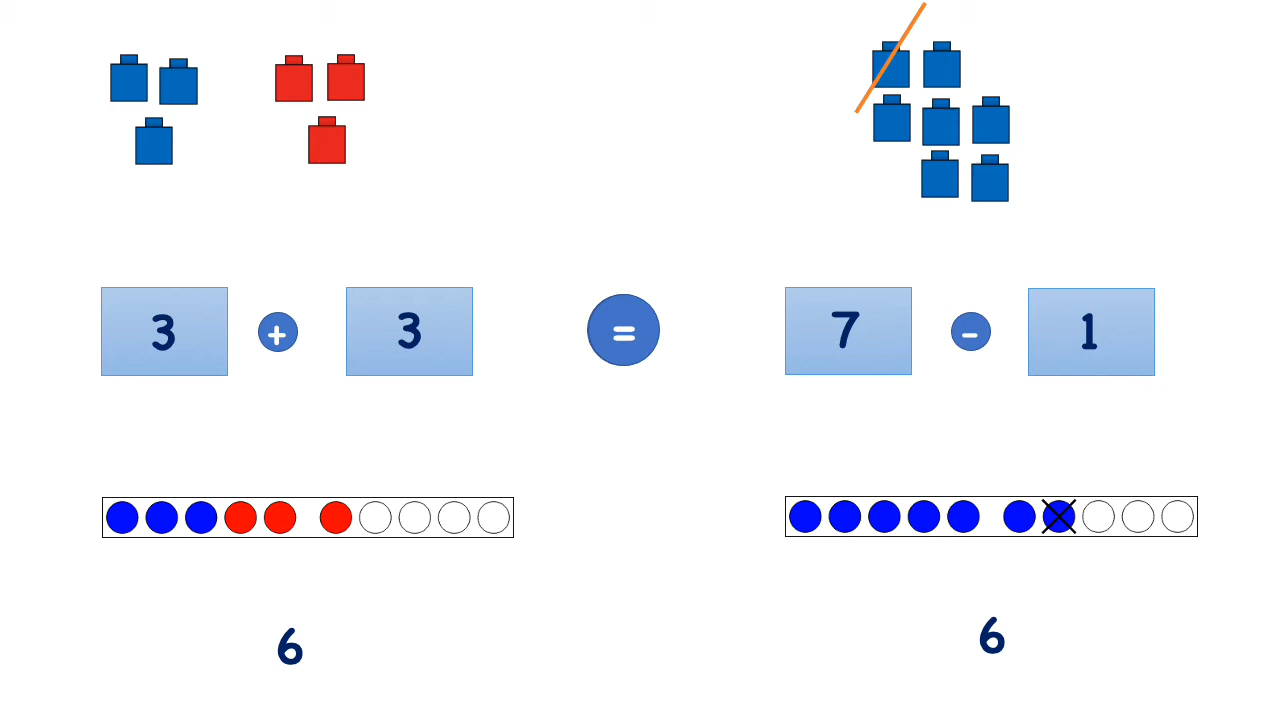 3 + 3 = 7 - 1
6 6